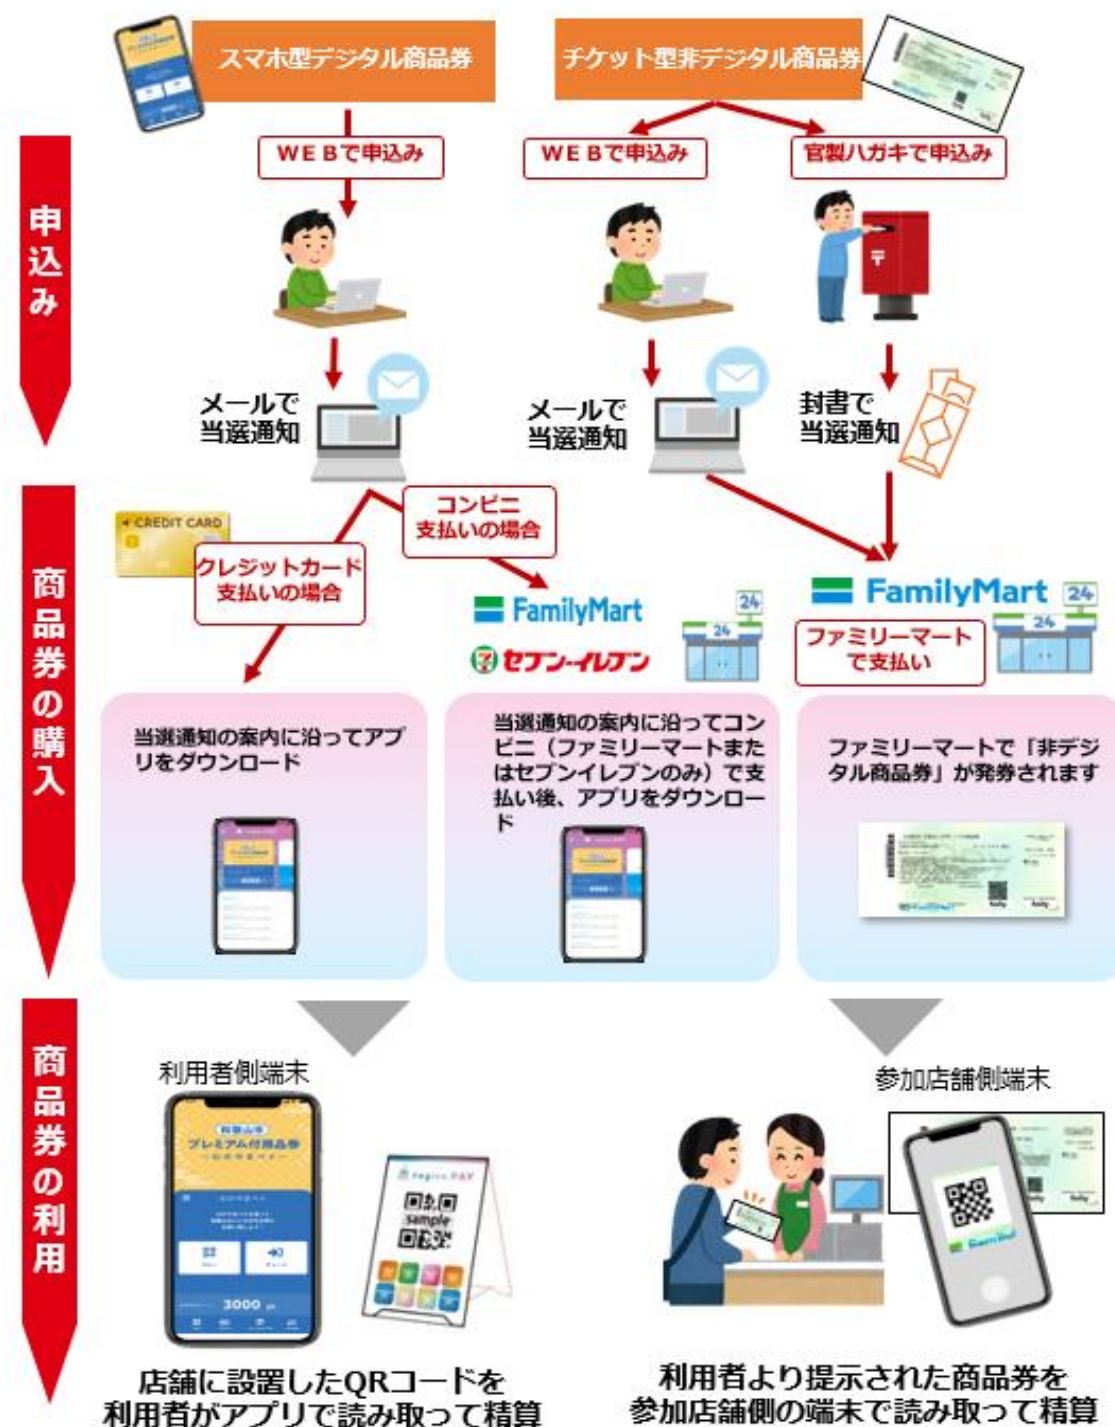 スマホ型デジタル商品券
チケット型非デジタル商品券
申込み
WEBで申込み
WEBで申込み
官製ハガキで申込み
メールで
当選通知
メールで
当選通知
封書で
当選通知
商品券の購入
CREDIT CARD
クレジットカード
支払いの場合
コンビニ
支払いの場合
FamilyMart
24
24
セブン-イレブン
FamilyMart
24
24
ファミリーマート
で支払い
当選通知の案内に沿ってアプ
リをダウンロード
当選通知の案内に沿ってコン
ビニ（ファミリーマートまた
はセブンイレブンのみ）で支
払い後、アプリをダウンロー
ド
ファミリーマートで「非デジ
タル商品券」が発券されます
商品券の利用
利用者側端末
和歌山市
プレミアム付商品券
3000
region PAY
sample
参加店舗側端末
店舗に設置したQRコードを
利用者がアプリで読み取って精算
利用者より提示された商品券を
参加店舗側の端末で読み取って精算